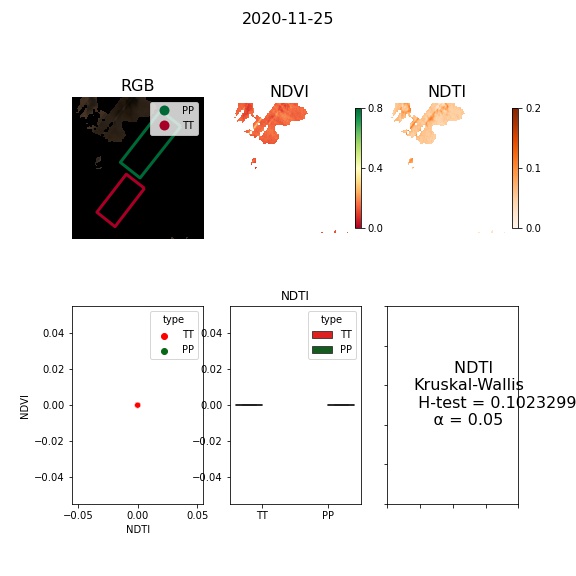 2020-11-25
RGB
PP
TT
NDVI
0.8
0.4
0.0
NDTI
0.2
0.1
0.0
type
TT
PP
0.04
0.02
0.00
−0.02
−0.04
NDVI
−0.05
0.00
0.05
NDTI
NDTI
type
TT
PP
0.04
0.02
0.00
−0.02
−0.04
TT
PP
NDTI
Kruskal-Wallis
H-test = 0.1023299
α = 0.05